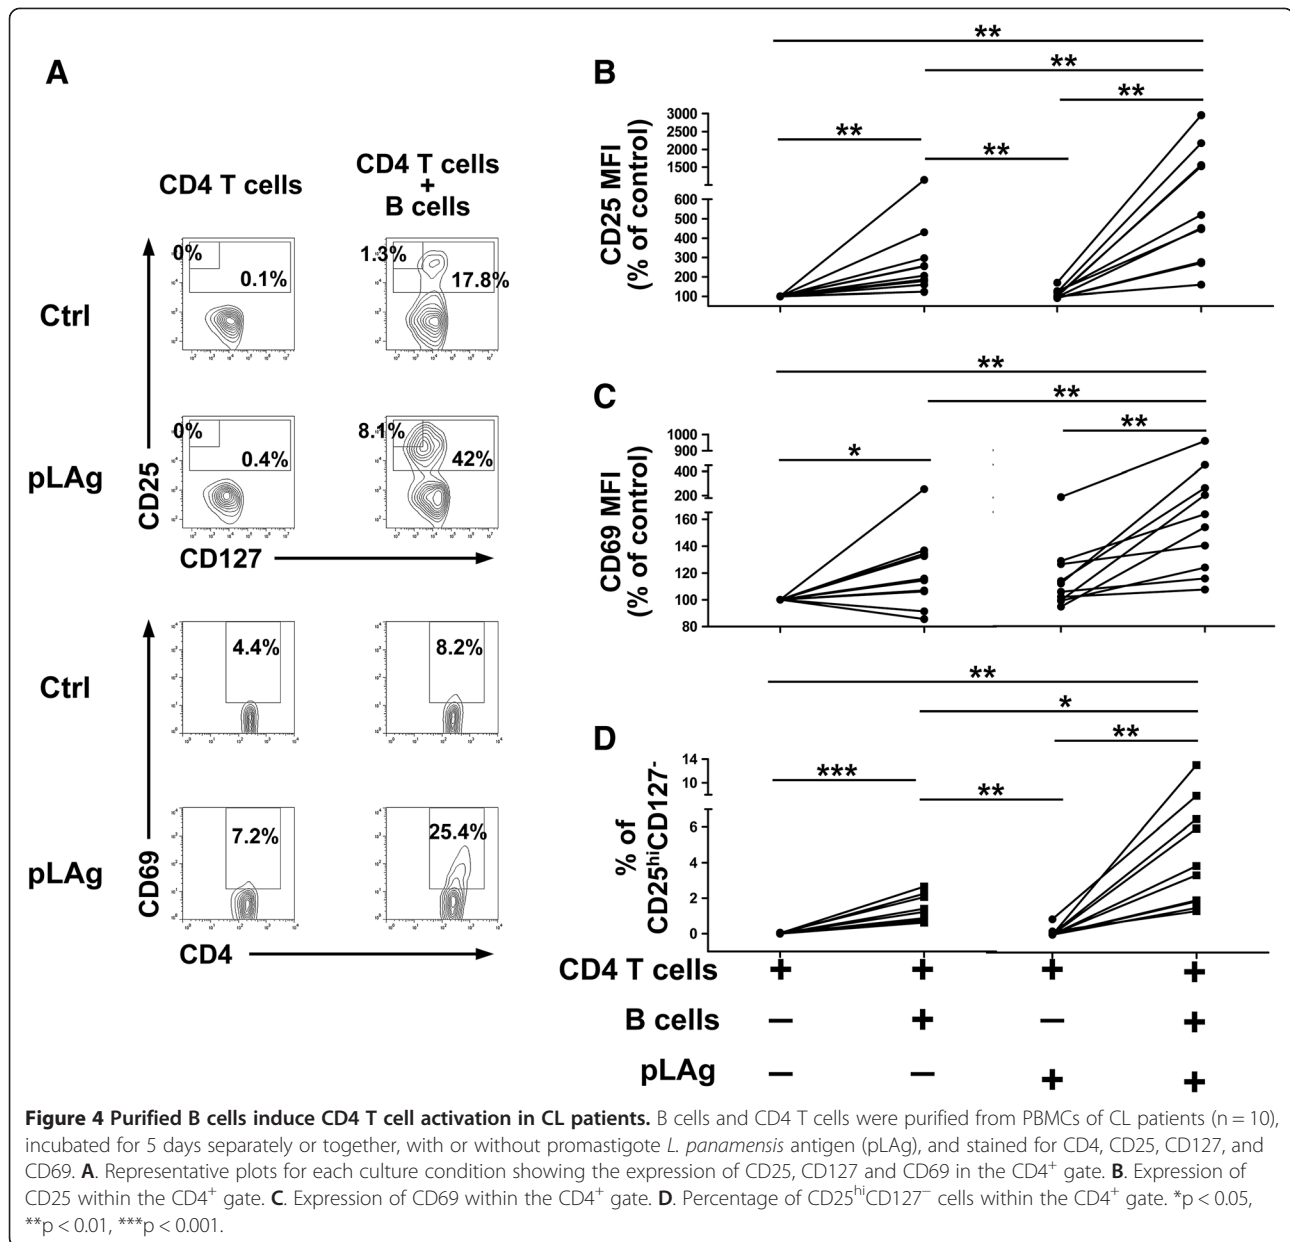 A
CD4 T cells
CD4 T cells
+
B cells
Ctrl
0%
0.1%
1.3%
17.8%
pLAg
0%
0.4%
8.1%
42%
CD25
CD127
Ctrl
4.4%
8.2%
pLAg
7.2%
25.4%
CD69
CD4
B
CD25 MFI
(% of control)
3000
2500
2000
1500
600
500
400
300
200
100
**
**
**
**
**
C
CD69 MFI
(% of control)
1000
900
400
200
160
140
120
100
80
**
**
**
*
D
% of
CD25hiCD127-
14
10
6
4
2
0
**
*
**
***
**
CD4 T cells + + + +
B cells – + – +
pLAg – – + +
Figure 4 Purified B cells induce CD4 T cell activation in CL patients. B cells and CD4 T cells were purified from PBMCs of CL patients (n = 10),
incubated for 5 days separately or together, with or without promastigote L. panamensis antigen (pLAg), and stained for CD4, CD25, CD127, and
CD69. A. Representative plots for each culture condition showing the expression of CD25, CD127 and CD69 in the CD4+ gate. B. Expression of
CD25 within the CD4+ gate. C. Expression of CD69 within the CD4+ gate. D. Percentage of CD25hiCD127− cells within the CD4+ gate. *p < 0.05,
**p < 0.01, ***p < 0.001.